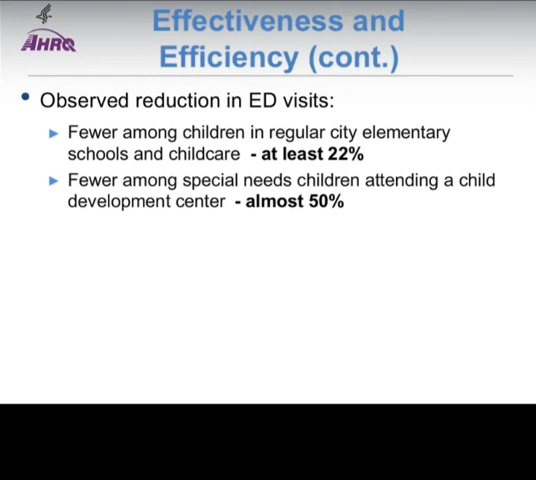 AHRQ
Effectiveness and
Efficiency (cont.)
• Observed reduction in ED visits:
► Fewer among children in regular city elementary
schools and childcare - at least 22%
► Fewer among special needs children attending a child
development center - almost 50%